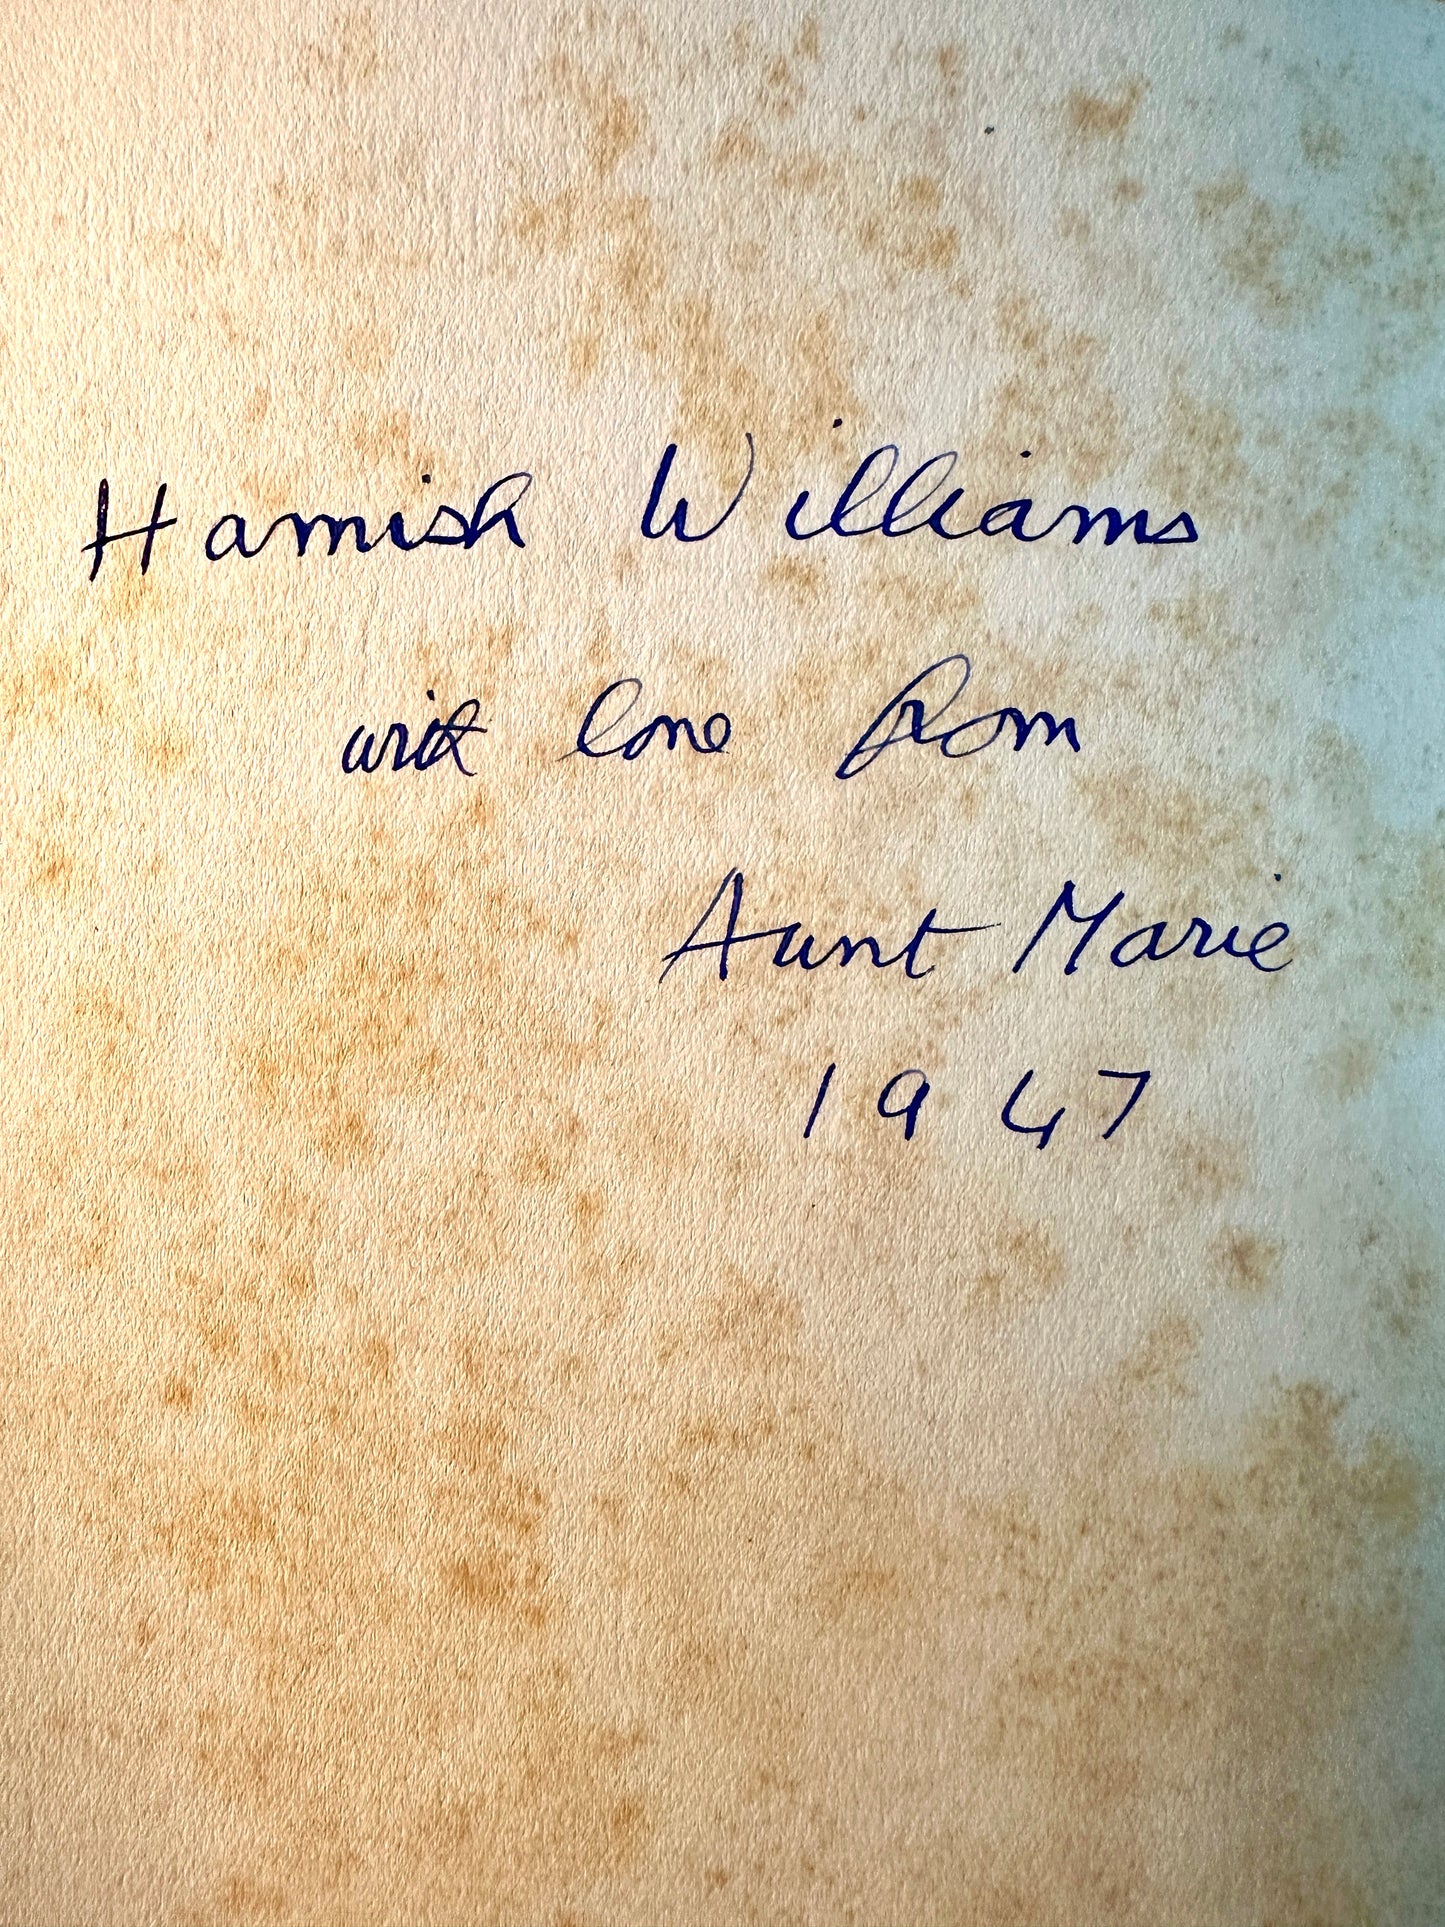 Hamish Williams
with love from
Aunt Marie
1947